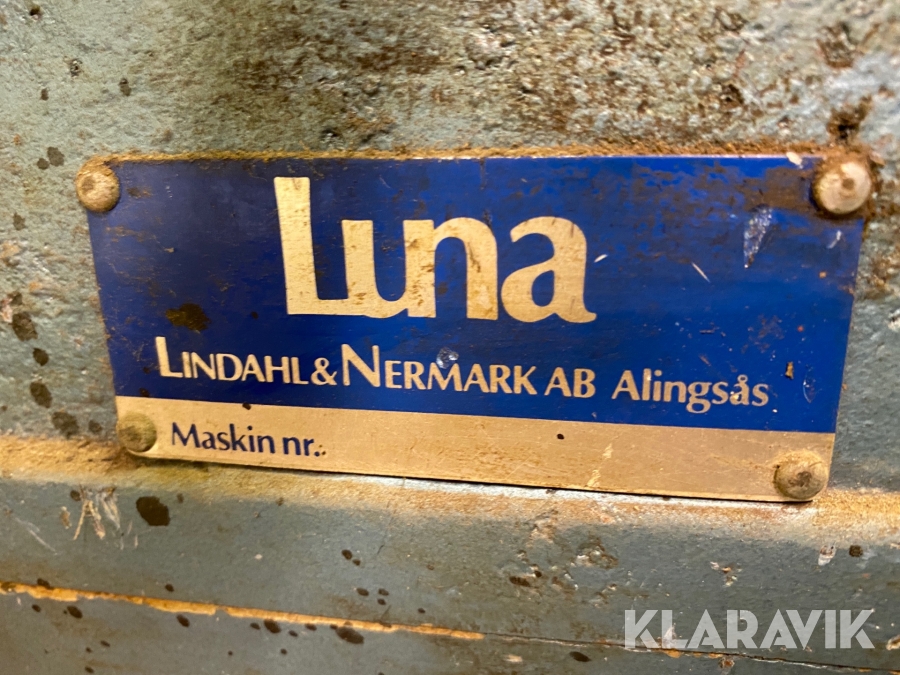 Luna
LINDAHL & NERMARK AB Alingsås
Maskin nr.
KLARAVIK